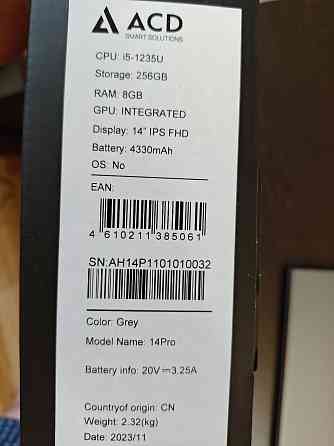 ACD
SMART SOLUTIONS
CPU: i5-1235U
Storage: 256GB
RAM: 8GB
GPU: INTEGRATED
Display: 14" IPS FHD
Battery: 4330mAh
OS: No
EAN:
4 610211 385061
SN:AH14P1101010032
Color: Grey
Model Name: 14Pro
Battery info: 20V⎓3.25A
Countryof origin: CN
Weight: 2.32(kg)
Date: 2023/11